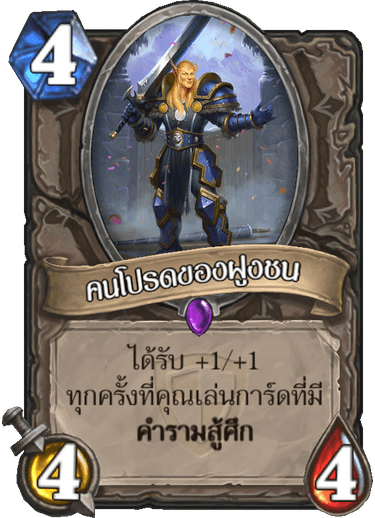 4
คนโปรดของฝูงชน
ได้รับ +1/+1
ทุกครั้งที่คุณเล่นการ์ดที่มี
คำรามสู้ศึก
4
4